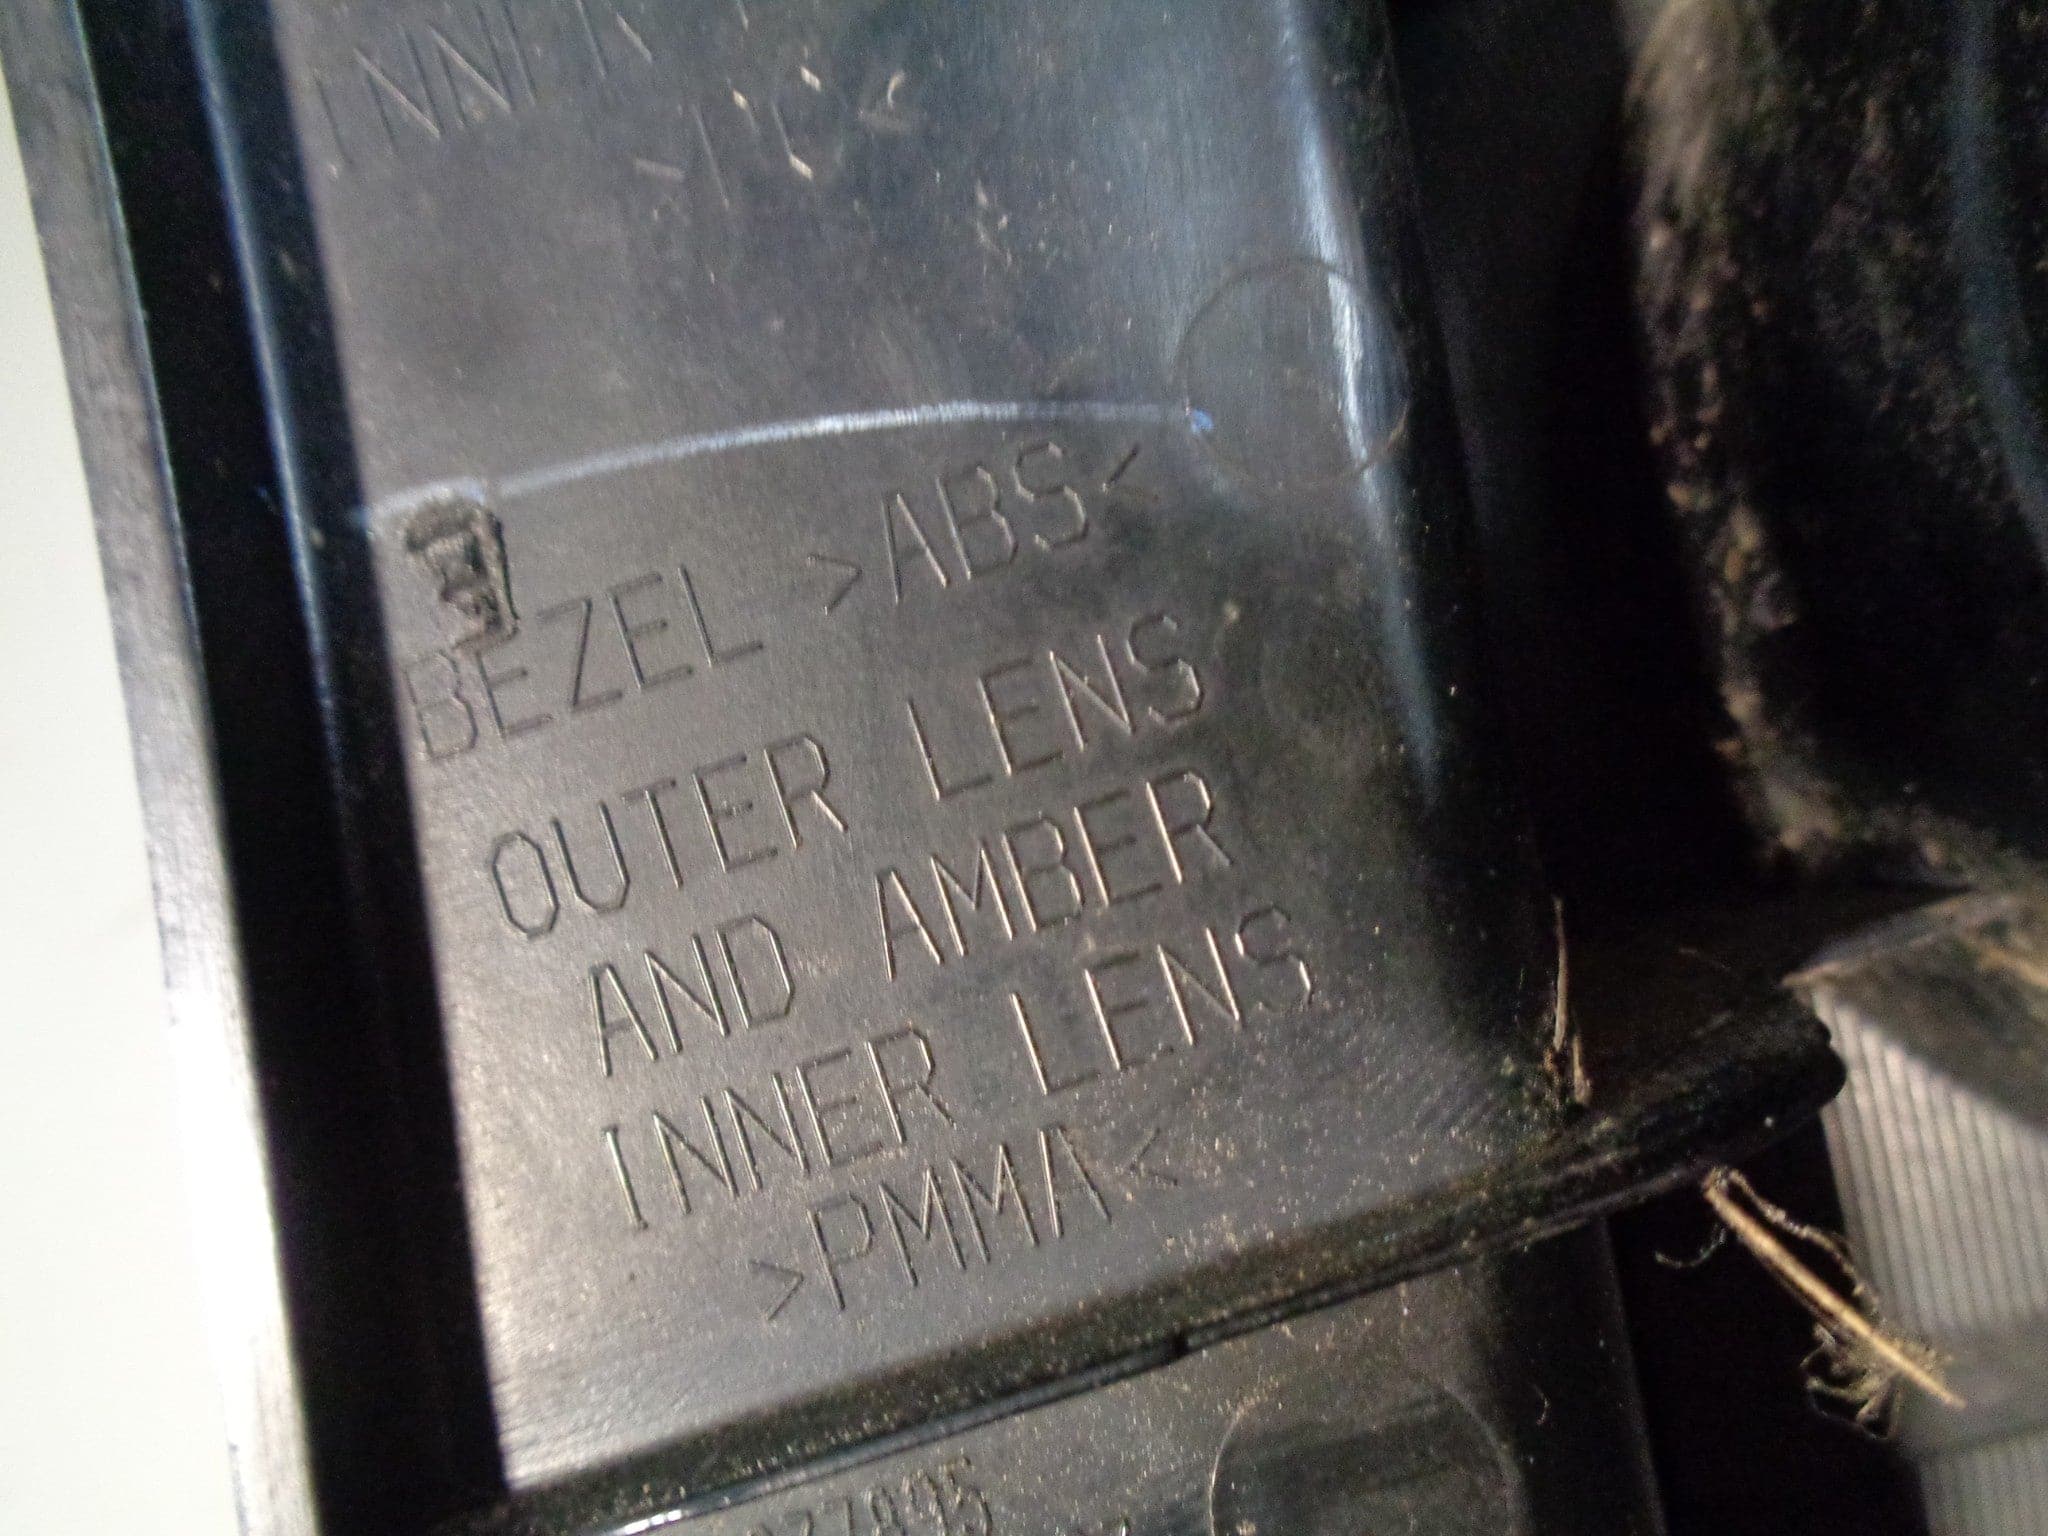 BEZEL >ABS<
OUTER LENS
AND AMBER
INNER LENS
>PMMA<